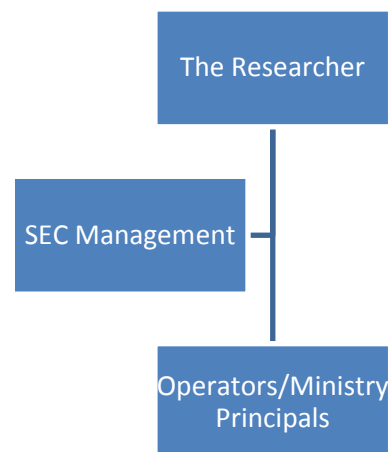 The Researcher
SEC Management
Operators/Ministry
Principals